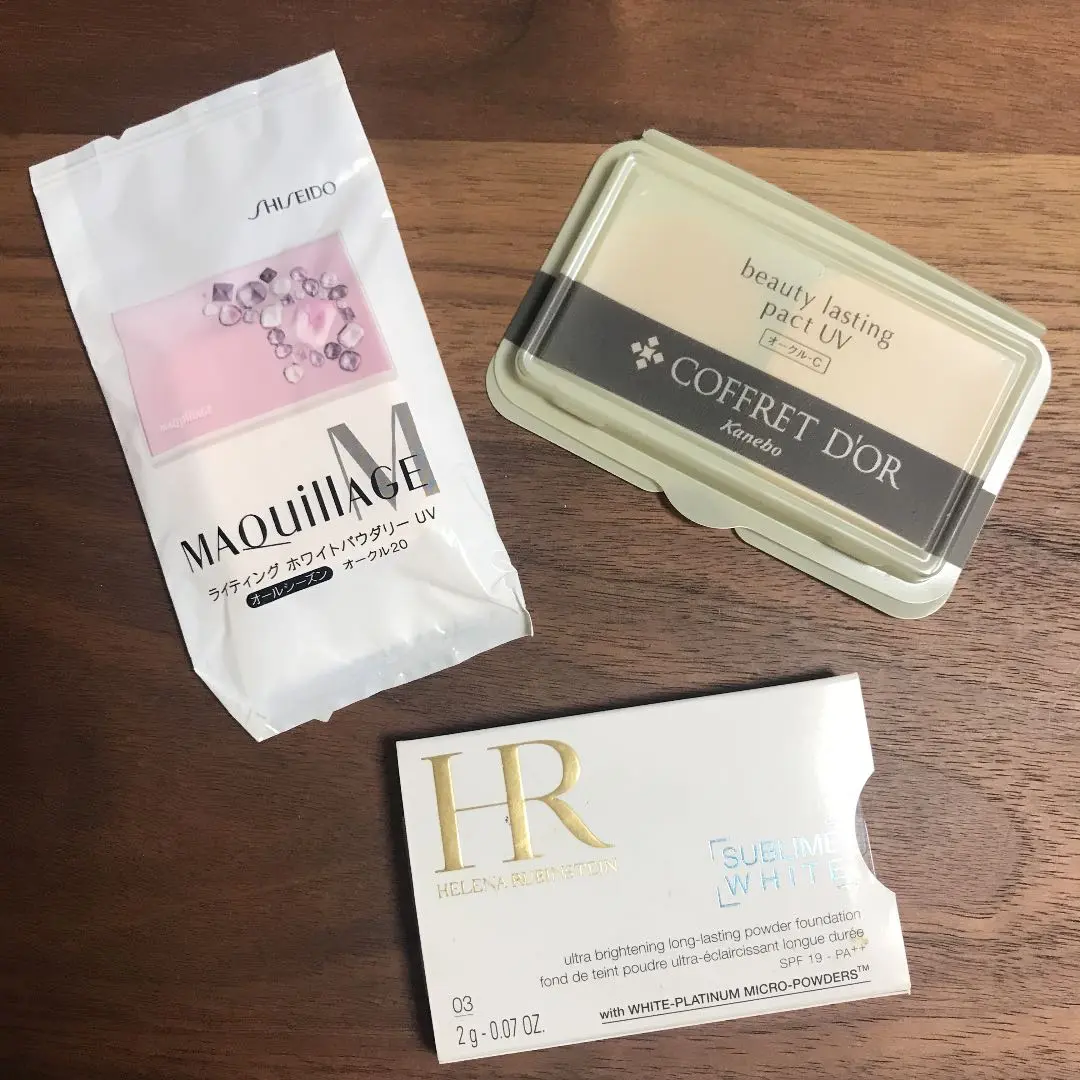 SHISEIDO
MAQuillAGE
M
MAQuillAGE
ライティング ホワイトパウダリー UV
オールシーズン オークル20
beauty lasting
pact UV
オークル-C
COFFRET D'OR
Kanebo
HR
HELENA RUBINSTEIN
SUBLIME
WHITE
ultra brightening long-lasting powder foundation
fond de teint poudre ultra-éclaircissant longue durée
SPF 19 - PA++
with WHITE-PLATINUM MICRO-POWDERS™
03
2 g - 0.07 OZ.